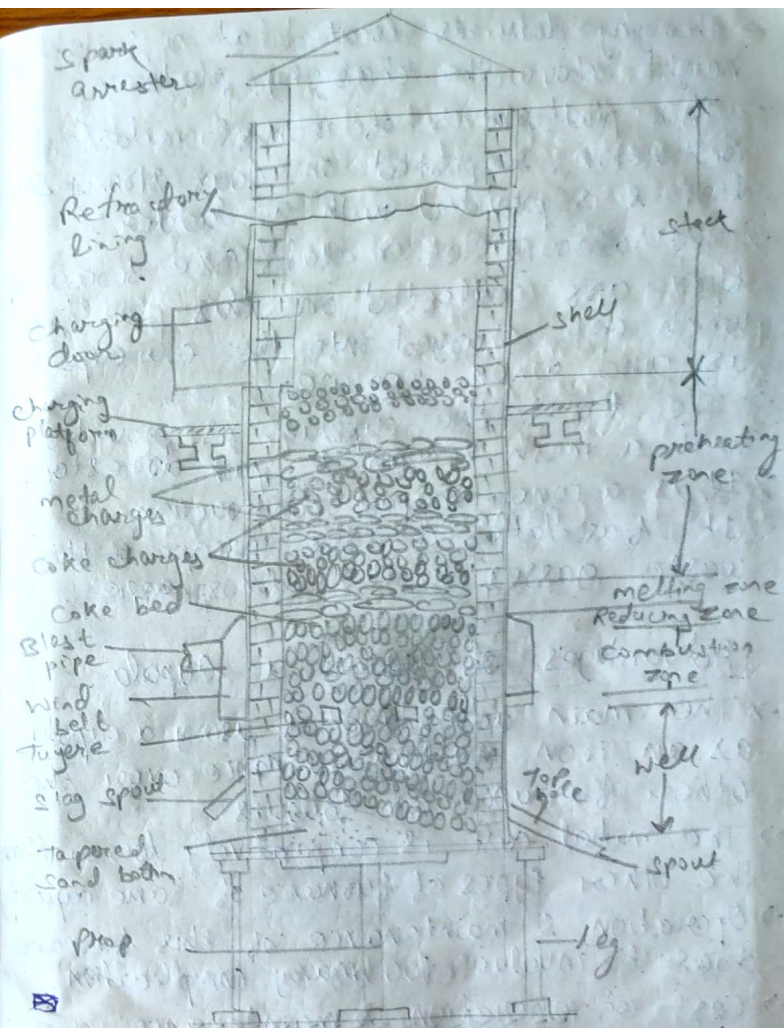 Spark
arrester
Refractory
lining
charging
door
charging
platform
metal
charges
coke charges
coke bed
Blast
pipe
wind
belt
tuyere
slag spout
tapered
sand bottm
prop
stack
shell
preheating
zone
melting zone
Reducing zone
combustion
zone
well
hole
spout
leg